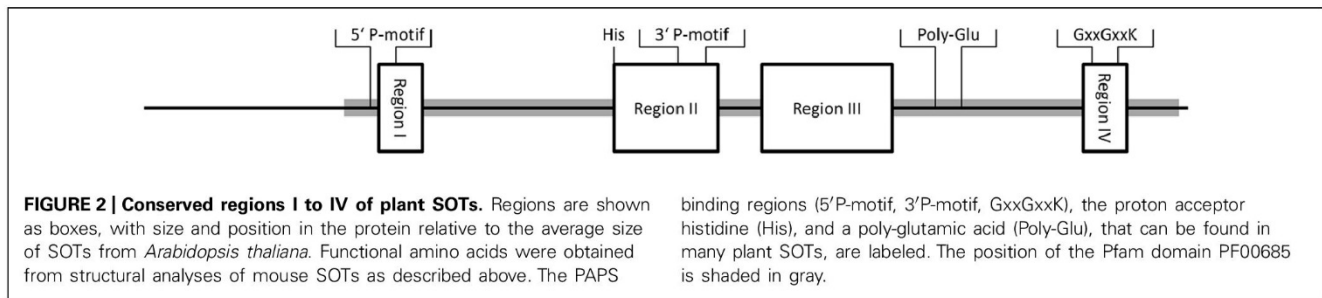 5′ P-motif
His
3′ P-motif
Poly-Glu
GxxGxxK
Region I
Region II
Region III
Region IV
FIGURE 2 | Conserved regions I to IV of plant SOTs. Regions are shown
as boxes, with size and position in the protein relative to the average size
of SOTs from Arabidopsis thaliana. Functional amino acids were obtained
from structural analyses of mouse SOTs as described above. The PAPS
binding regions (5′P-motif, 3′P-motif, GxxGxxK), the proton acceptor
histidine (His), and a poly-glutamic acid (Poly-Glu), that can be found in
many plant SOTs, are labeled. The position of the Pfam domain PF00685
is shaded in gray.